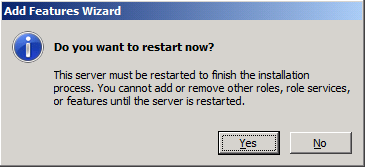 Add Features Wizard
Do you want to restart now?
This server must be restarted to finish the installation
process. You cannot add or remove other roles, role services,
or features until the server is restarted.
Yes No